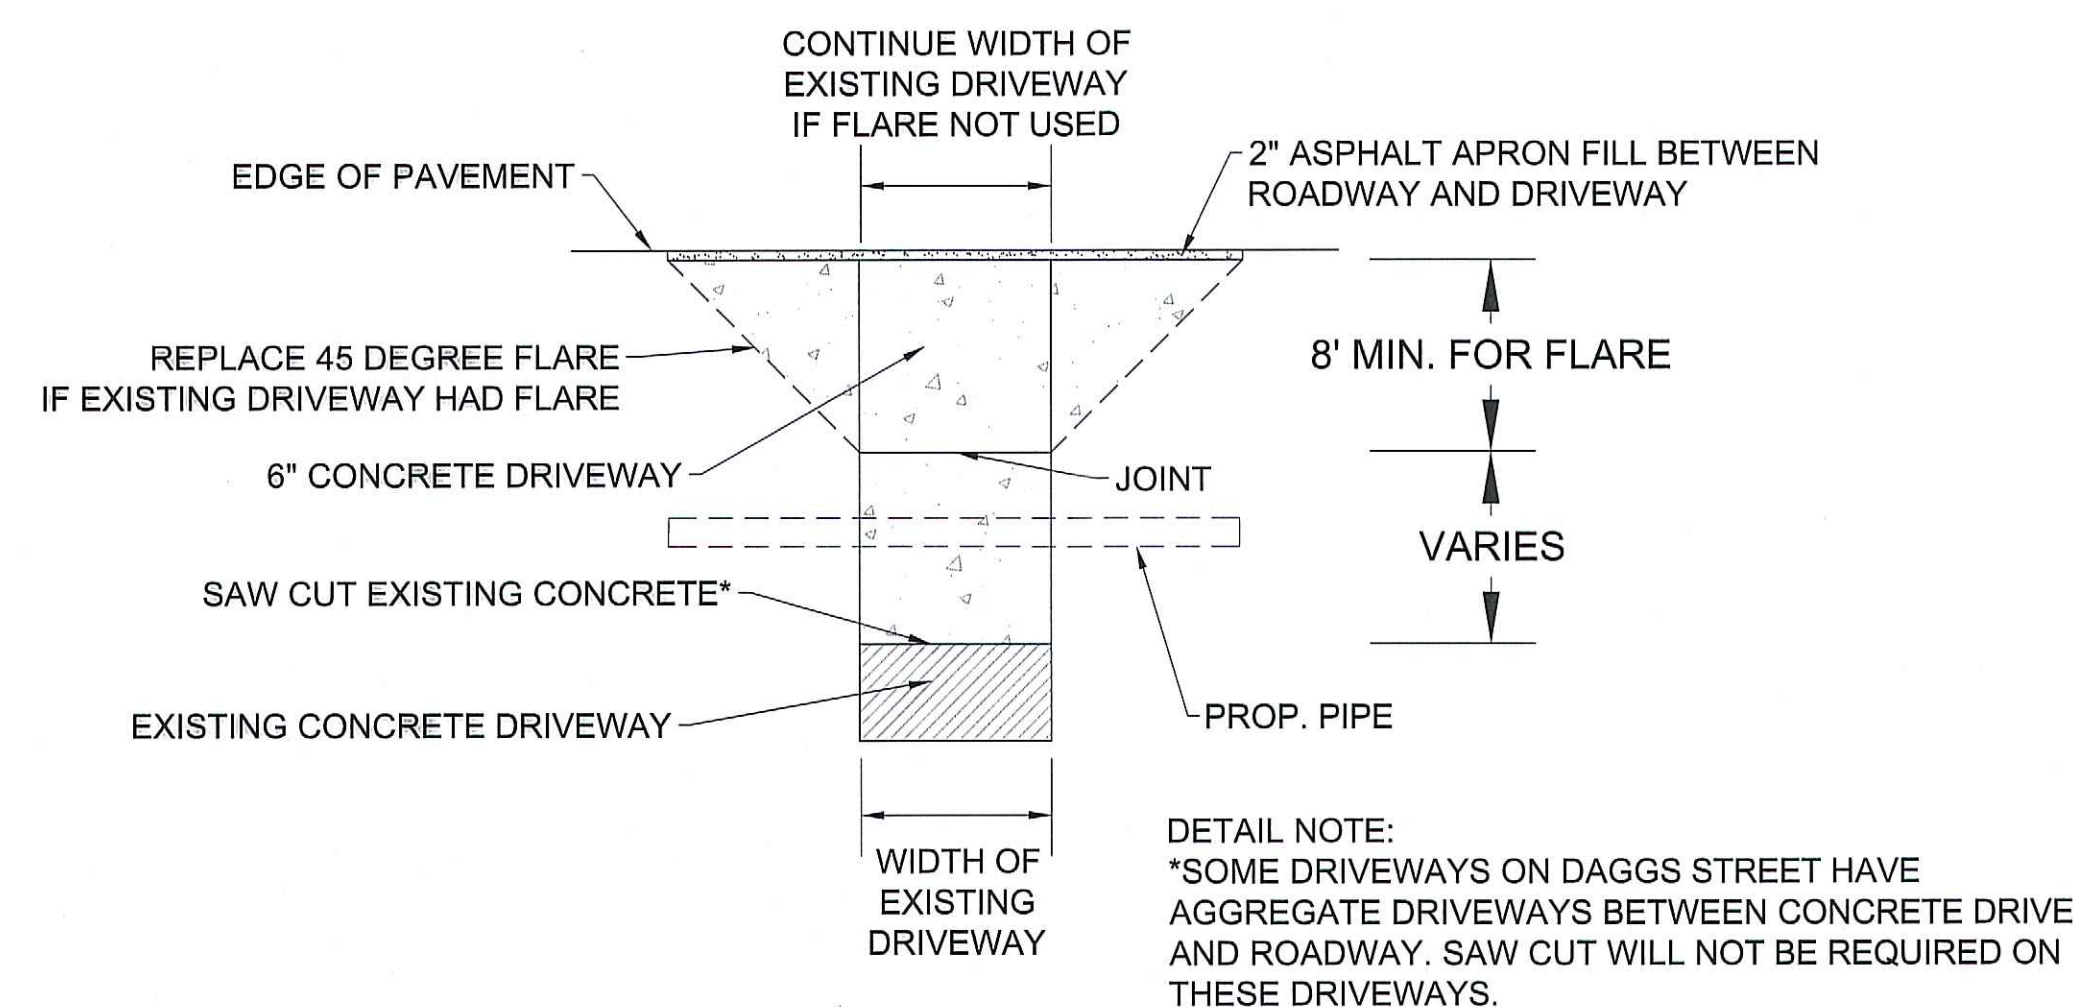 CONTINUE WIDTH OF
EXISTING DRIVEWAY
IF FLARE NOT USED
EDGE OF PAVEMENT
2" ASPHALT APRON FILL BETWEEN
ROADWAY AND DRIVEWAY
REPLACE 45 DEGREE FLARE
IF EXISTING DRIVEWAY HAD FLARE
8' MIN. FOR FLARE
6" CONCRETE DRIVEWAY
JOINT
VARIES
SAW CUT EXISTING CONCRETE*
EXISTING CONCRETE DRIVEWAY
PROP. PIPE
WIDTH OF
EXISTING
DRIVEWAY
DETAIL NOTE:
*SOME DRIVEWAYS ON DAGGS STREET HAVE
AGGREGATE DRIVEWAYS BETWEEN CONCRETE DRIVE
AND ROADWAY. SAW CUT WILL NOT BE REQUIRED ON
THESE DRIVEWAYS.